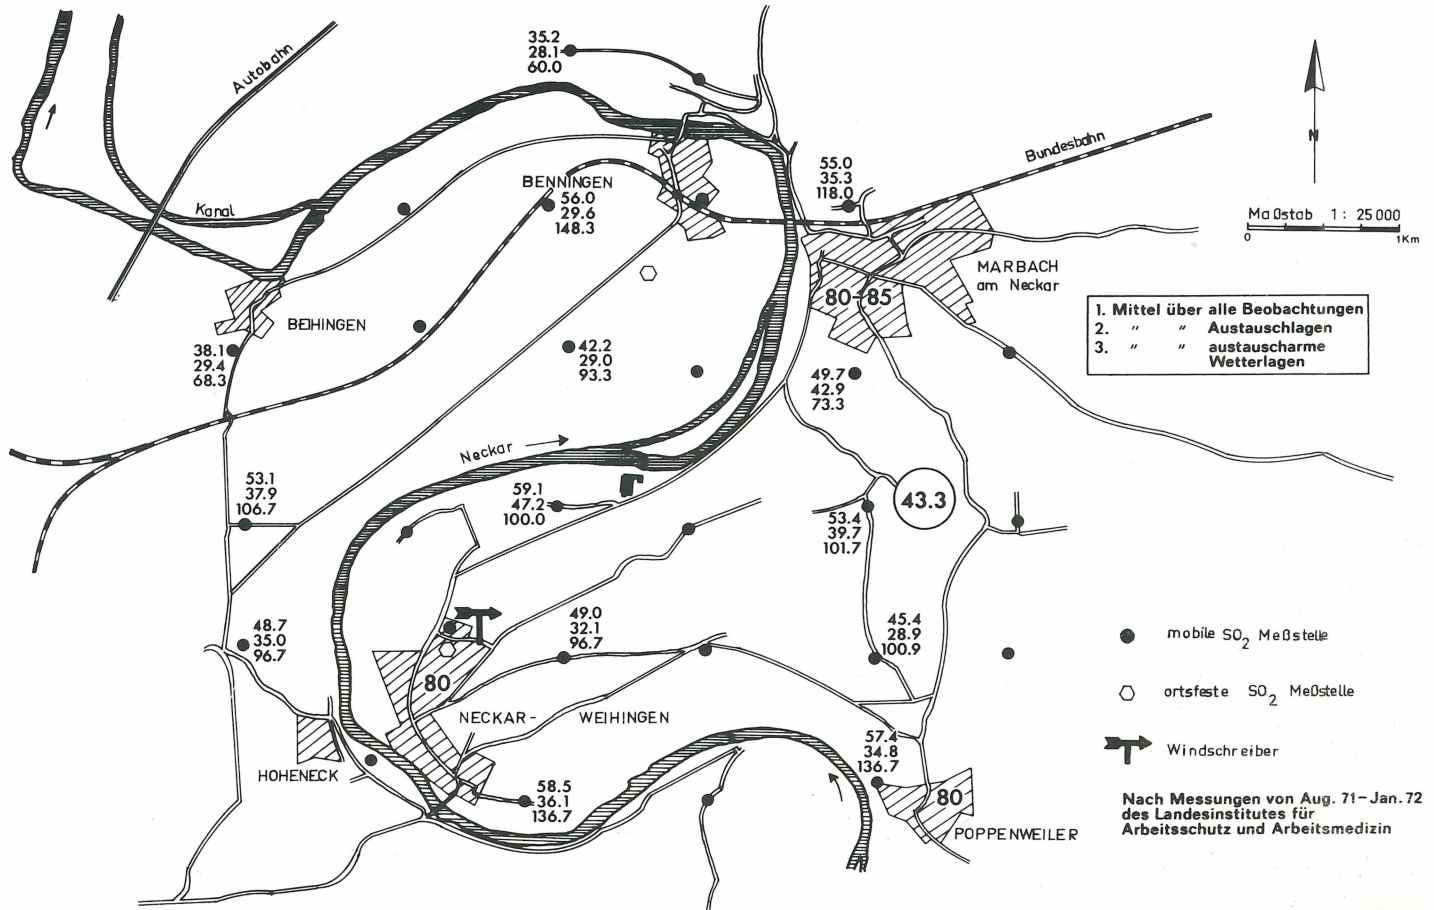 35.2
28.1
60.0
Autobahn
Bundesbahn
N
55.0
35.3
118.0
BENNINGEN
56.0
29.6
148.3
Kanal
Maßstab 1: 25 000
0 1Km
MARBACH
am Neckar
80-85
1. Mittel über alle Beobachtungen
2. " " Austauschlagen
3. " " austauscharme
Wetterlagen
BEIHINGEN
38.1
29.4
68.3
42.2
29.0
93.3
49.7
42.9
73.3
Neckar
53.1
37.9
106.7
59.1
47.2
100.0
43.3
53.4
39.7
101.7
48.7
35.0
96.7
49.0
32.1
96.7
45.4
28.9
100.9
mobile SO2 Meßstelle
80
ortsfeste SO2 Meßstelle
NECKAR- WEIHINGEN
57.4
34.8
136.7
Windschreiber
HOHENECK
58.5
36.1
136.7
80
POPPENWEILER
Nach Messungen von Aug. 71-Jan. 72
des Landesinstitutes für
Arbeitsschutz und Arbeitsmedizin